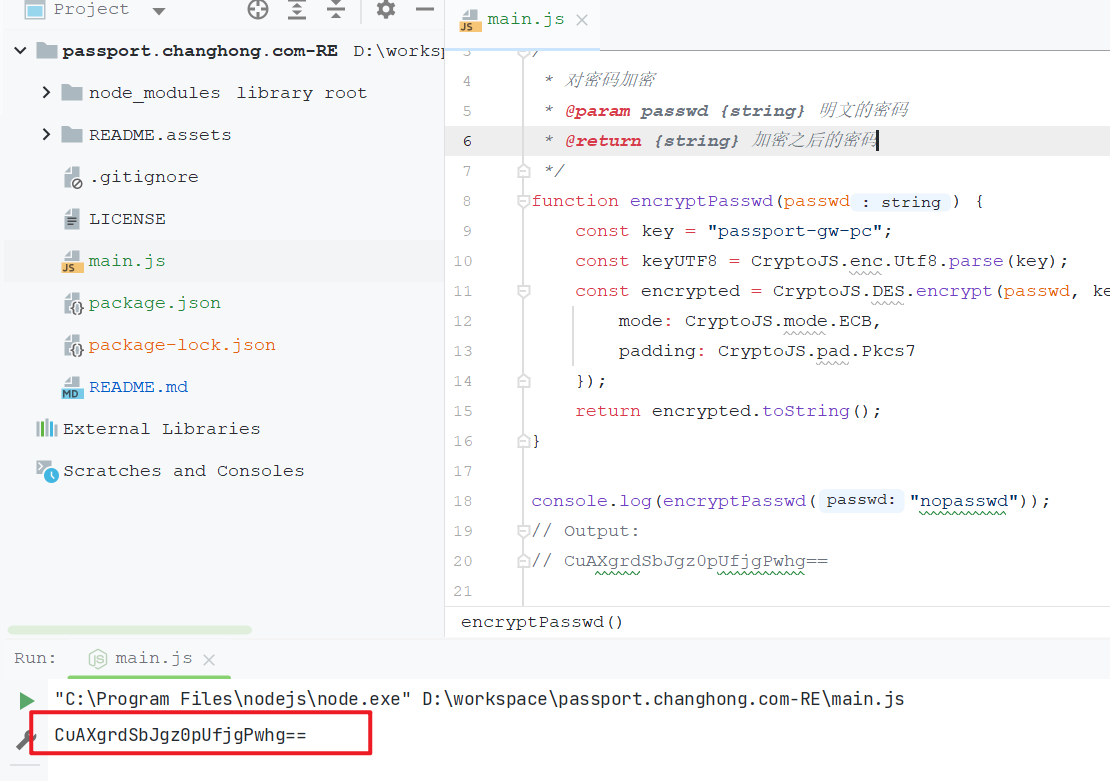 Project
passport.changhong.com-RE D:\worksp
node_modules library root
README.assets
.gitignore
LICENSE
JS main.js
package.json
package-lock.json
MD README.md
External Libraries
Scratches and Consoles
JS main.js
3
4 * 对密码加密
5 * @param passwd {string} 明文的密码
6 * @return {string} 加密之后的密码
7 */
8 function encryptPasswd(passwd : string) {
9 const key = "passport-gw-pc";
10 const keyUTF8 = CryptoJS.enc.Utf8.parse(key);
11 const encrypted = CryptoJS.DES.encrypt(passwd, ke
12 mode: CryptoJS.mode.ECB,
13 padding: CryptoJS.pad.Pkcs7
14 });
15 return encrypted.toString();
16 }
17
18 console.log(encryptPasswd( passwd: "nopasswd"));
19 // Output:
20 // CuAXgrdSbJgz0pUfjgPwhg==
21
encryptPasswd()
Run: JS main.js
"C:\Program Files\nodejs\node.exe" D:\workspace\passport.changhong.com-RE\main.js
CuAXgrdSbJgz0pUfjgPwhg==